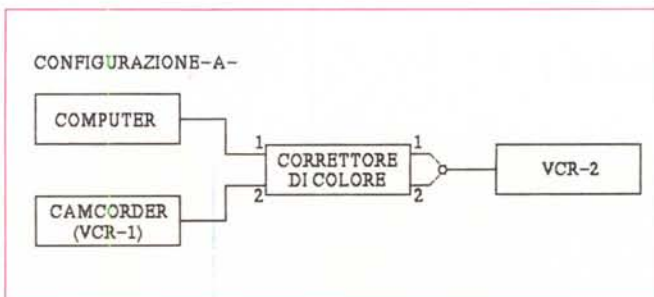 CONFIGURAZIONE-A-
COMPUTER
1
1
CORRETTORE
DI COLORE
VCR-2
2
2
CAMCORDER
(VCR-1)